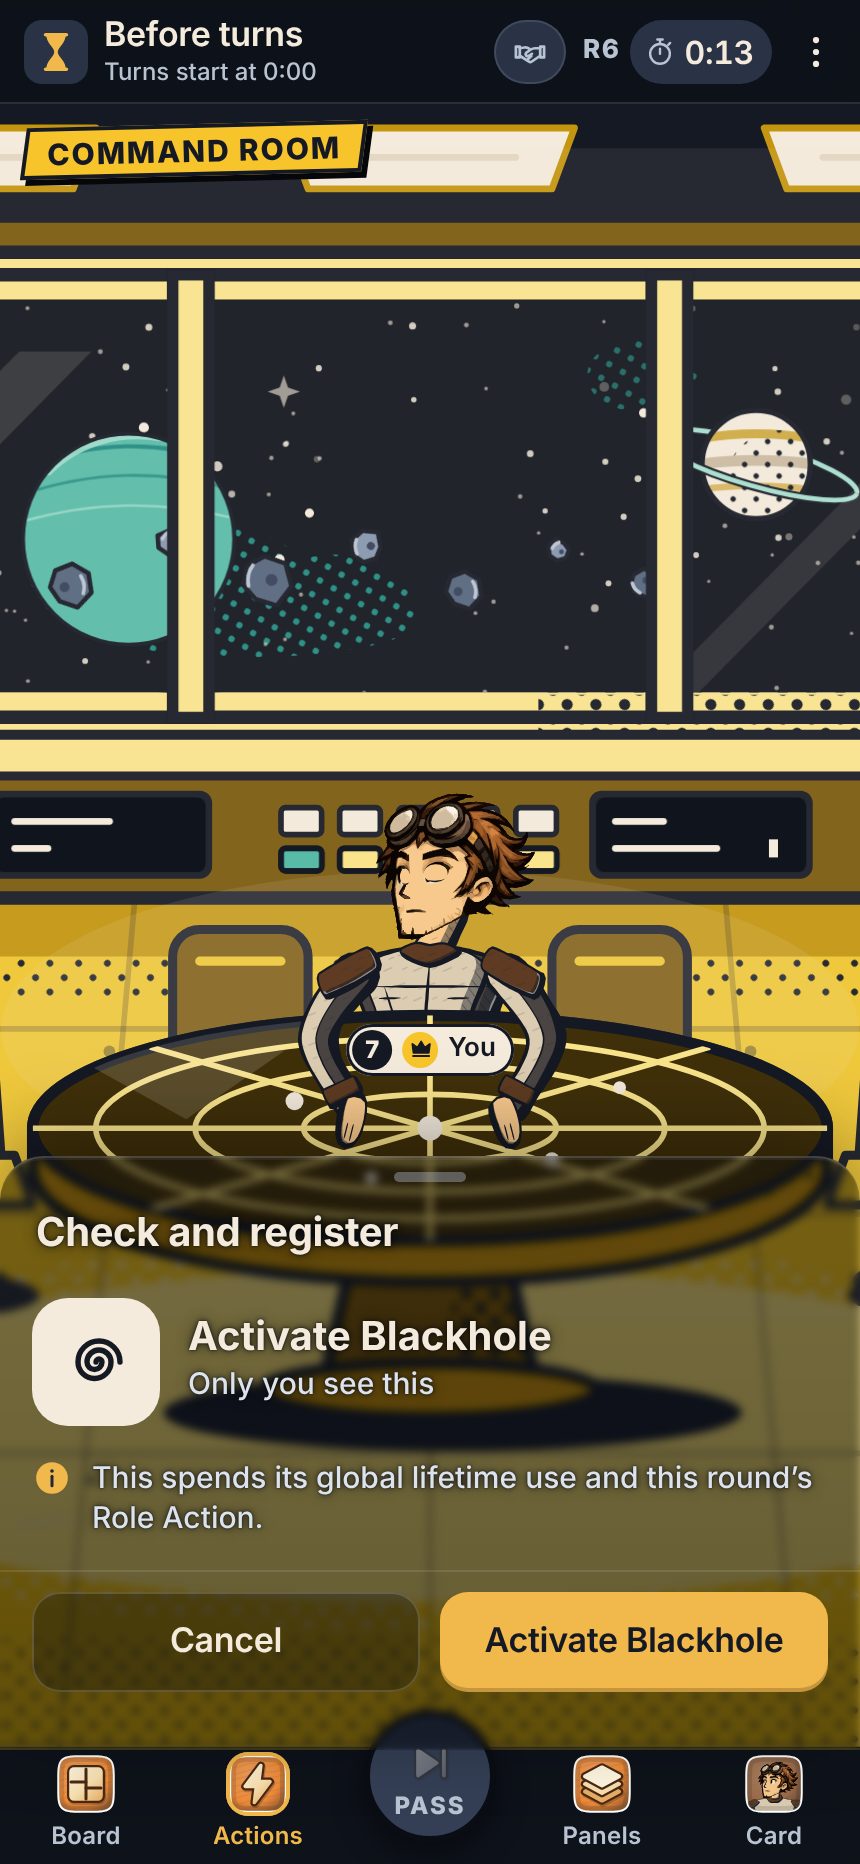 Before turns
Turns start at 0:00
R6
0:13
COMMAND ROOM
7 You
Check and register
Activate Blackhole
Only you see this
This spends its global lifetime use and this round’s
Role Action.
Cancel
Activate Blackhole
PASS
Board
Actions
Panels
Card